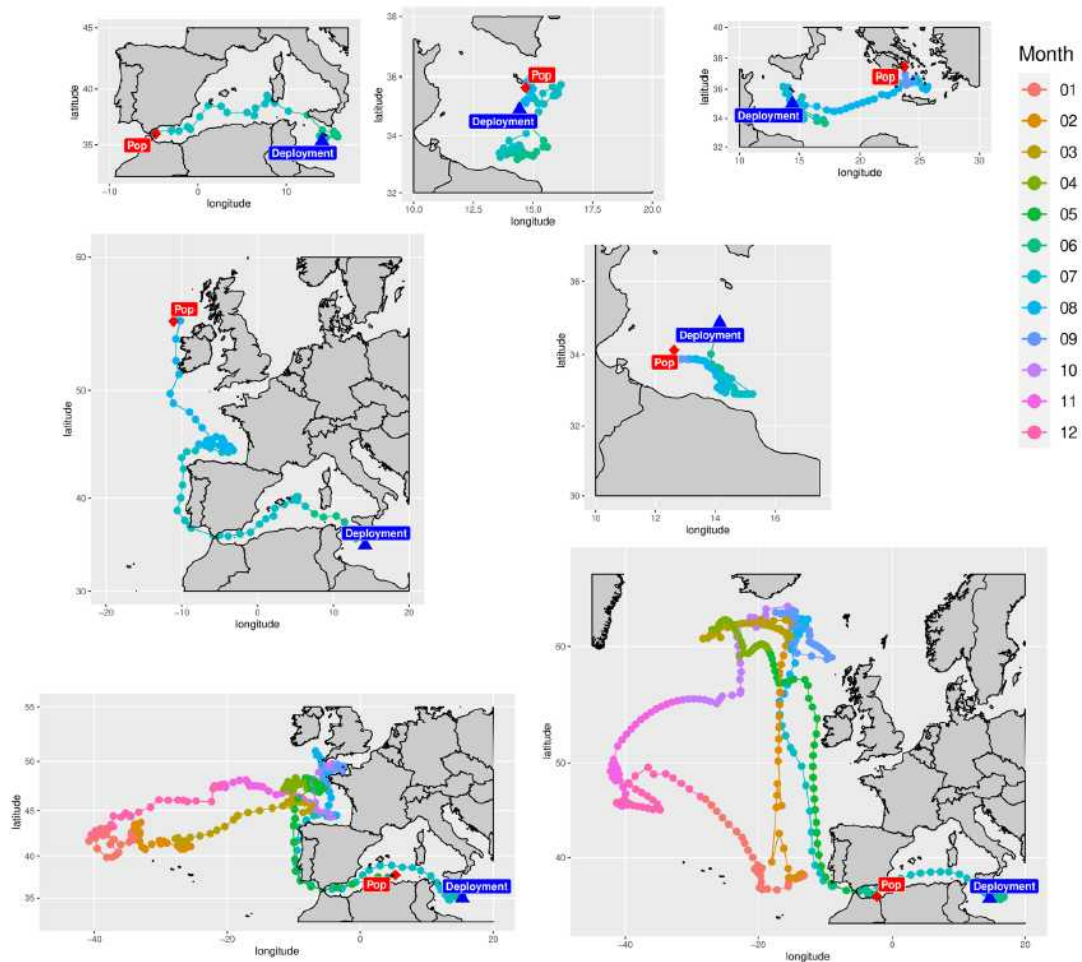 45
40
35
latitude
Pop
Deployment
−10 0 10
longitude
38
36
34
32
latitude
Pop
Deployment
10.0 12.5 15.0 17.5 20.0
longitude
40
38
36
34
32
latitude
Pop
Deployment
10 15 20 25 30
longitude
Month
01
02
03
04
05
06
07
08
09
10
11
12
60
50
40
30
latitude
Pop
Deployment
−20 −10 0 10 20
longitude
36
34
32
30
latitude
Deployment
Pop
10 12 14 16
longitude
55
50
45
40
35
latitude
Pop
Deployment
−40 −20 0 20
longitude
60
50
40
latitude
Pop
Deployment
−40 −20 0 20
longitude